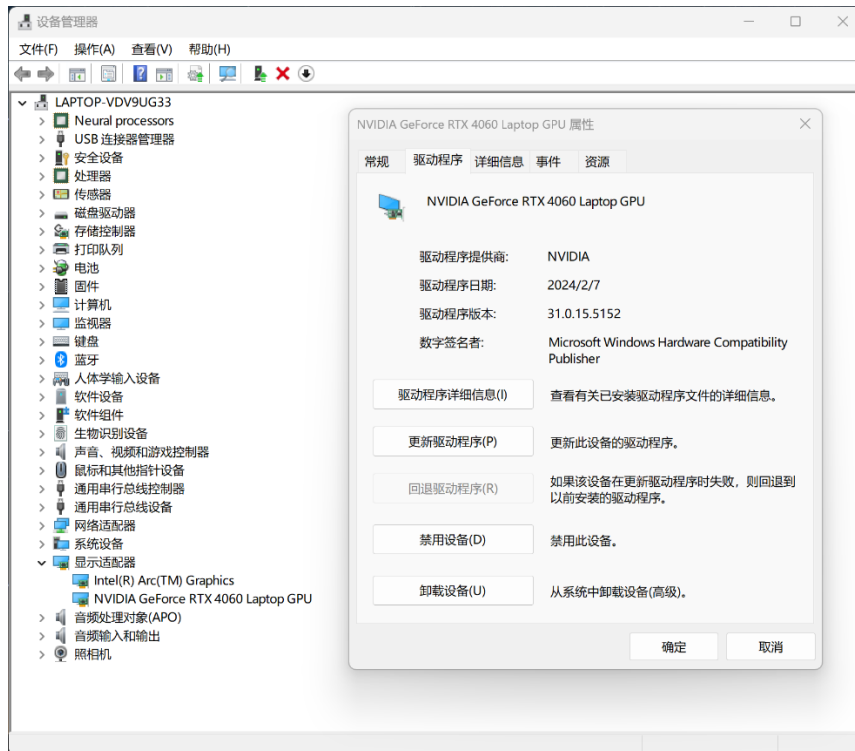 设备管理器
文件(F) 操作(A) 查看(V) 帮助(H)
LAPTOP-VDV9UG33
Neural processors
USB 连接器管理器
安全设备
处理器
传感器
磁盘驱动器
存储控制器
打印队列
电池
固件
计算机
监视器
键盘
蓝牙
人体学输入设备
软件设备
软件组件
生物识别设备
声音、视频和游戏控制器
鼠标和其他指针设备
通用串行总线控制器
通用串行总线设备
网络适配器
系统设备
显示适配器
Intel(R) Arc(TM) Graphics
NVIDIA GeForce RTX 4060 Laptop GPU
音频处理对象(APO)
音频输入和输出
照相机
NVIDIA GeForce RTX 4060 Laptop GPU 属性
常规 驱动程序 详细信息 事件 资源
NVIDIA GeForce RTX 4060 Laptop GPU
驱动程序提供商: NVIDIA
驱动程序日期: 2024/2/7
驱动程序版本: 31.0.15.5152
数字签名者: Microsoft Windows Hardware Compatibility
Publisher
驱动程序详细信息(I) 查看有关已安装驱动程序文件的详细信息。
更新驱动程序(P) 更新此设备的驱动程序。
回退驱动程序(R) 如果该设备在更新驱动程序时失败，则回退到
以前安装的驱动程序。
禁用设备(D) 禁用此设备。
卸载设备(U) 从系统中卸载设备(高级)。
确定 取消